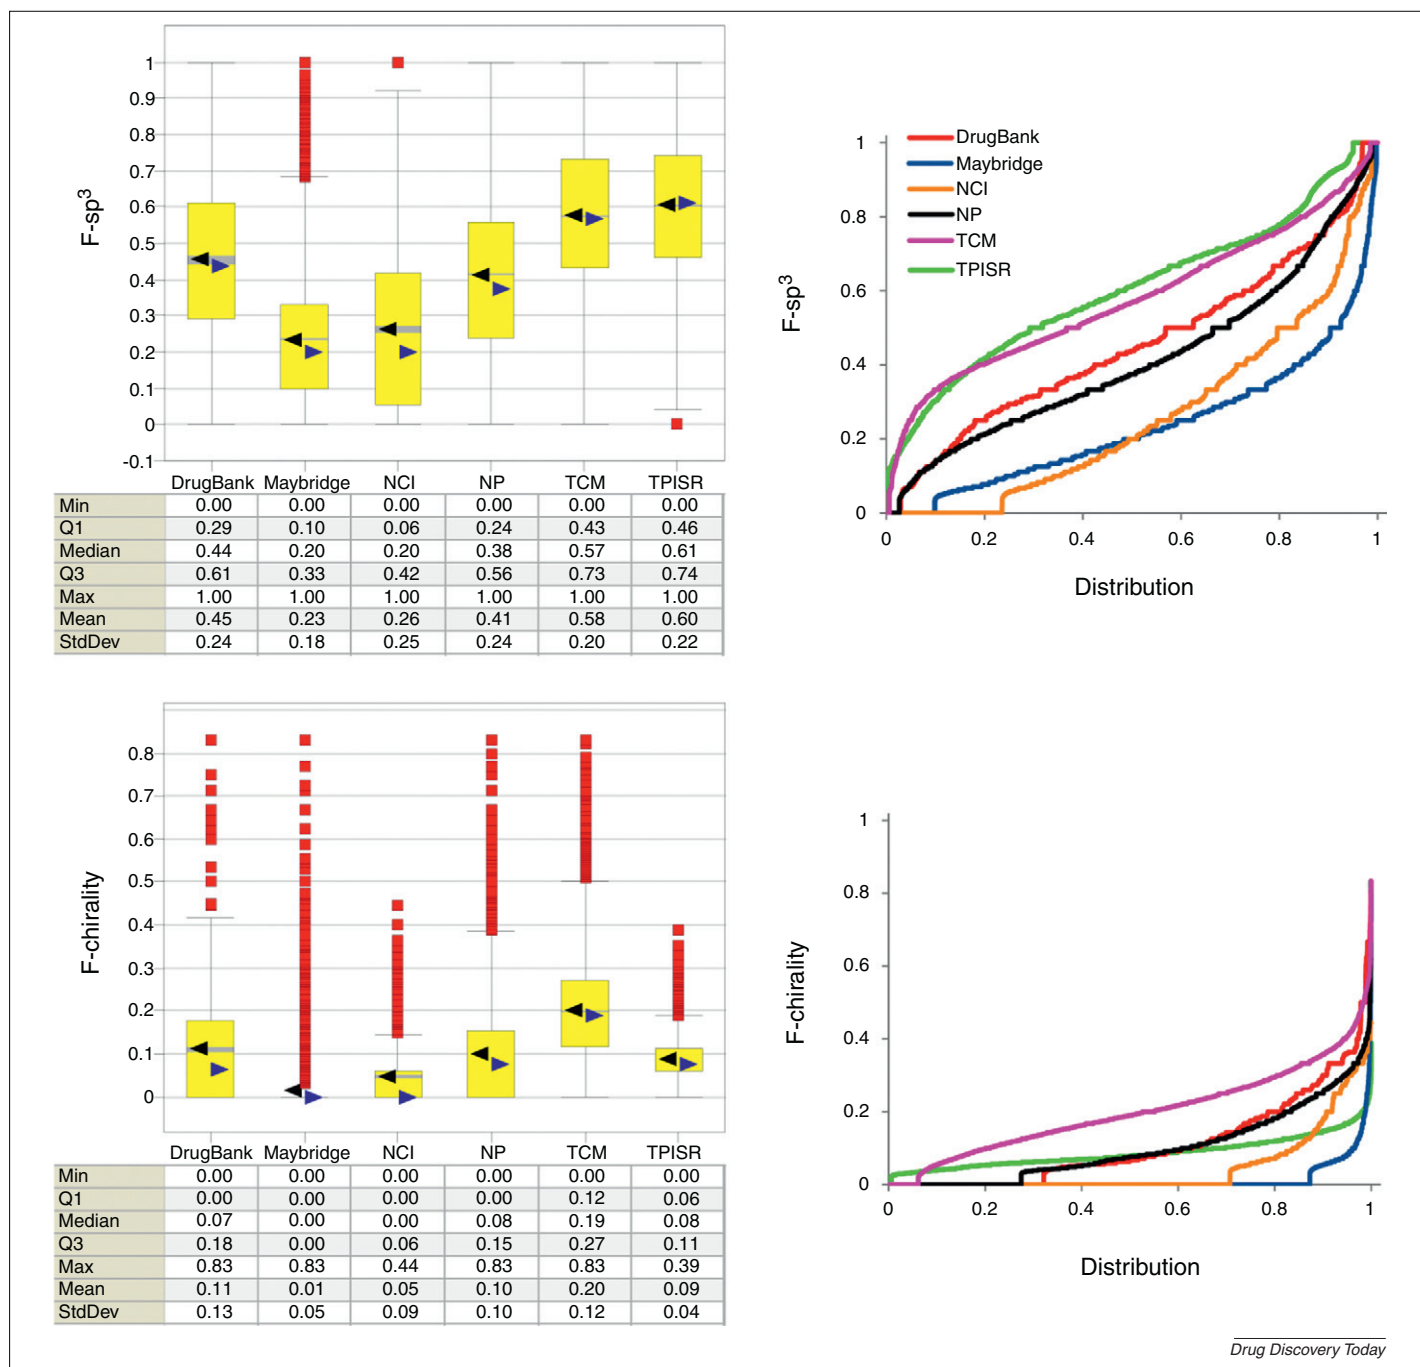 1
0.9
0.8
0.7
0.6
0.5
0.4
0.3
0.2
0.1
0
-0.1
F-sp3
DrugBank Maybridge NCI NP TCM TPISR
Min 0.00 0.00 0.00 0.00 0.00 0.00
Q1 0.29 0.10 0.06 0.24 0.43 0.46
Median 0.44 0.20 0.20 0.38 0.57 0.61
Q3 0.61 0.33 0.42 0.56 0.73 0.74
Max 1.00 1.00 1.00 1.00 1.00 1.00
Mean 0.45 0.23 0.26 0.41 0.58 0.60
StdDev 0.24 0.18 0.25 0.24 0.20 0.22
DrugBank
Maybridge
NCI
NP
TCM
TPISR
1
0.8
0.6
0.4
0.2
0
F-sp3
0 0.2 0.4 0.6 0.8 1
Distribution
0.8
0.7
0.6
0.5
0.4
0.3
0.2
0.1
0
F-chirality
DrugBank Maybridge NCI NP TCM TPISR
Min 0.00 0.00 0.00 0.00 0.00 0.00
Q1 0.00 0.00 0.00 0.00 0.12 0.06
Median 0.07 0.00 0.00 0.08 0.19 0.08
Q3 0.18 0.00 0.06 0.15 0.27 0.11
Max 0.83 0.83 0.44 0.83 0.83 0.39
Mean 0.11 0.01 0.05 0.10 0.20 0.09
StdDev 0.13 0.05 0.09 0.10 0.12 0.04
1
0.8
0.6
0.4
0.2
0
F-chirality
0 0.2 0.4 0.6 0.8 1
Distribution
Drug Discovery Today